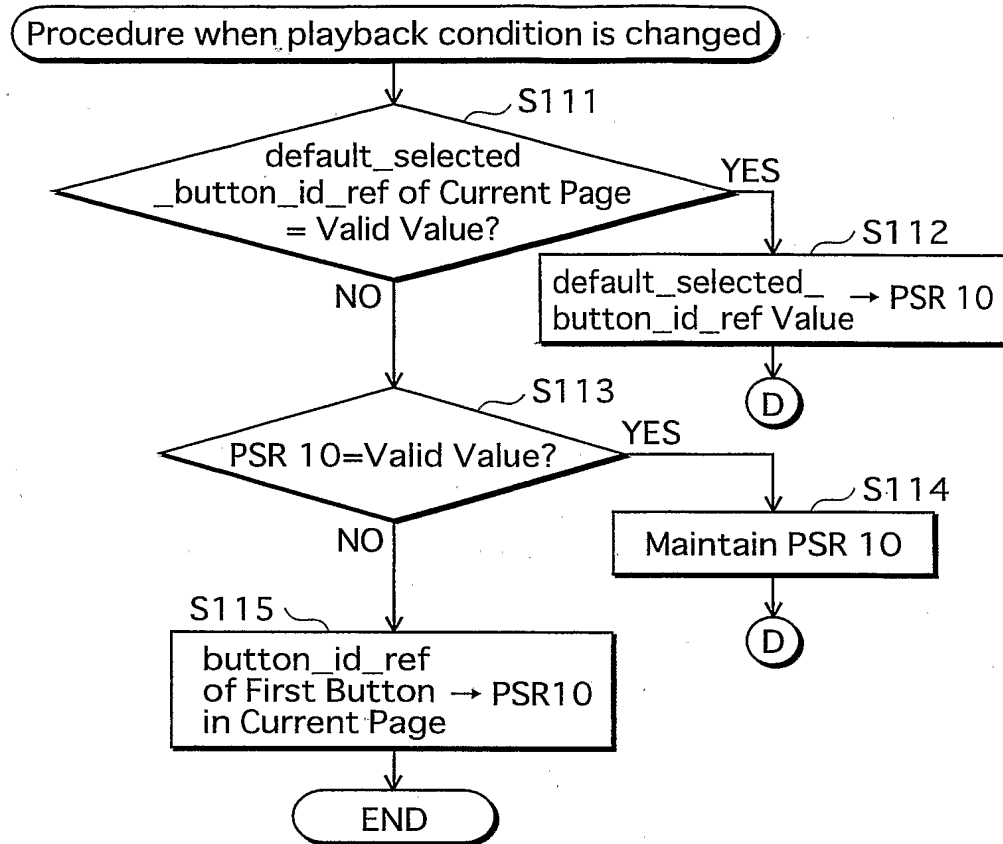 Procedure when playback condition is changed
S111
default_selected
_button_id_ref of Current Page
= Valid Value?
YES
NO
S112
default_selected_
button_id_ref Value → PSR 10
D
S113
PSR 10=Valid Value?
YES
NO
S114
Maintain PSR 10
D
S115
button_id_ref
of First Button → PSR10
in Current Page
END